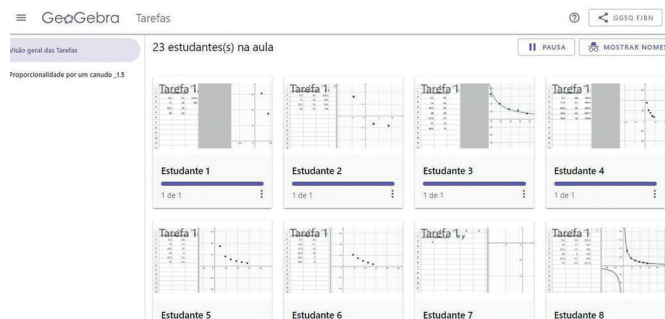 GeoGebra Tarefas
GG5Q FJBN
Visão geral das Tarefas
23 estudantes(s) na aula
PAUSA
MOSTRAR NOMES
Proporcionalidade por um canudo _1.5
Tarefa 1
Tarefa 1
Tarefa 1
Tarefa 1
Estudante 1
Estudante 2
Estudante 3
Estudante 4
1 de 1
1 de 1
1 de 1
1 de 1
Tarefa 1
Tarefa 1
Tarefa 1
Tarefa 1
Estudante 5
Estudante 6
Estudante 7
Estudante 8